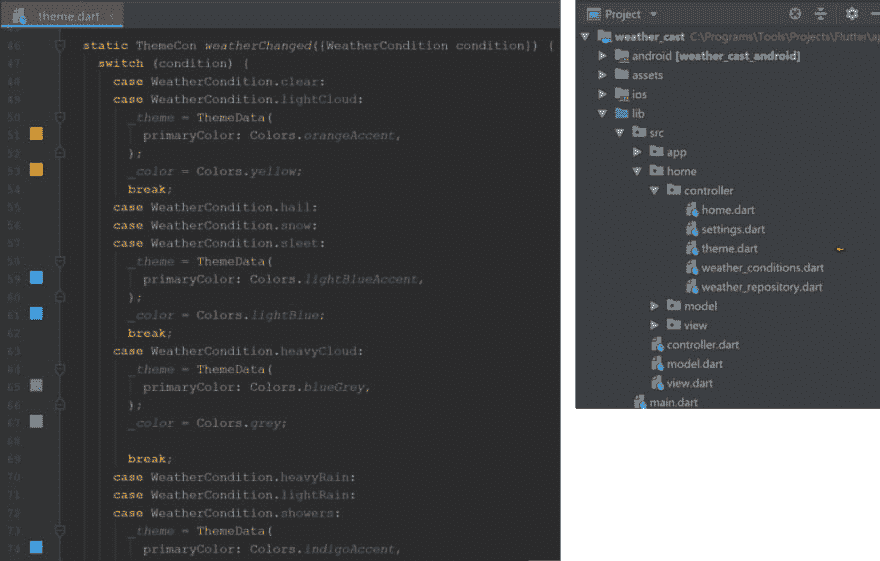 theme.dart
46 static ThemeCon weatherChanged({WeatherCondition condition}) {
47 switch (condition) {
48 case WeatherCondition.clear:
49 case WeatherCondition.lightCloud:
50 _theme = ThemeData(
51 primaryColor: Colors.orangeAccent,
52 );
53 _color = Colors.yellow;
54 break;
55 case WeatherCondition.hail:
56 case WeatherCondition.snow:
57 case WeatherCondition.sleet:
58 _theme = ThemeData(
59 primaryColor: Colors.lightBlueAccent,
60 );
61 _color = Colors.lightBlue;
62 break;
63 case WeatherCondition.heavyCloud:
64 _theme = ThemeData(
65 primaryColor: Colors.blueGrey,
66 );
67 _color = Colors.grey;
68
69 break;
70 case WeatherCondition.heavyRain:
71 case WeatherCondition.lightRain:
72 case WeatherCondition.showers:
73 _theme = ThemeData(
74 primaryColor: Colors.indigoAccent,
Project
weather_cast C:\Programs\Tools\Projects\Flutter\ap
android [weather_cast_android]
assets
ios
lib
src
app
home
controller
home.dart
settings.dart
theme.dart
weather_conditions.dart
weather_repository.dart
model
view
controller.dart
model.dart
view.dart
main.dart